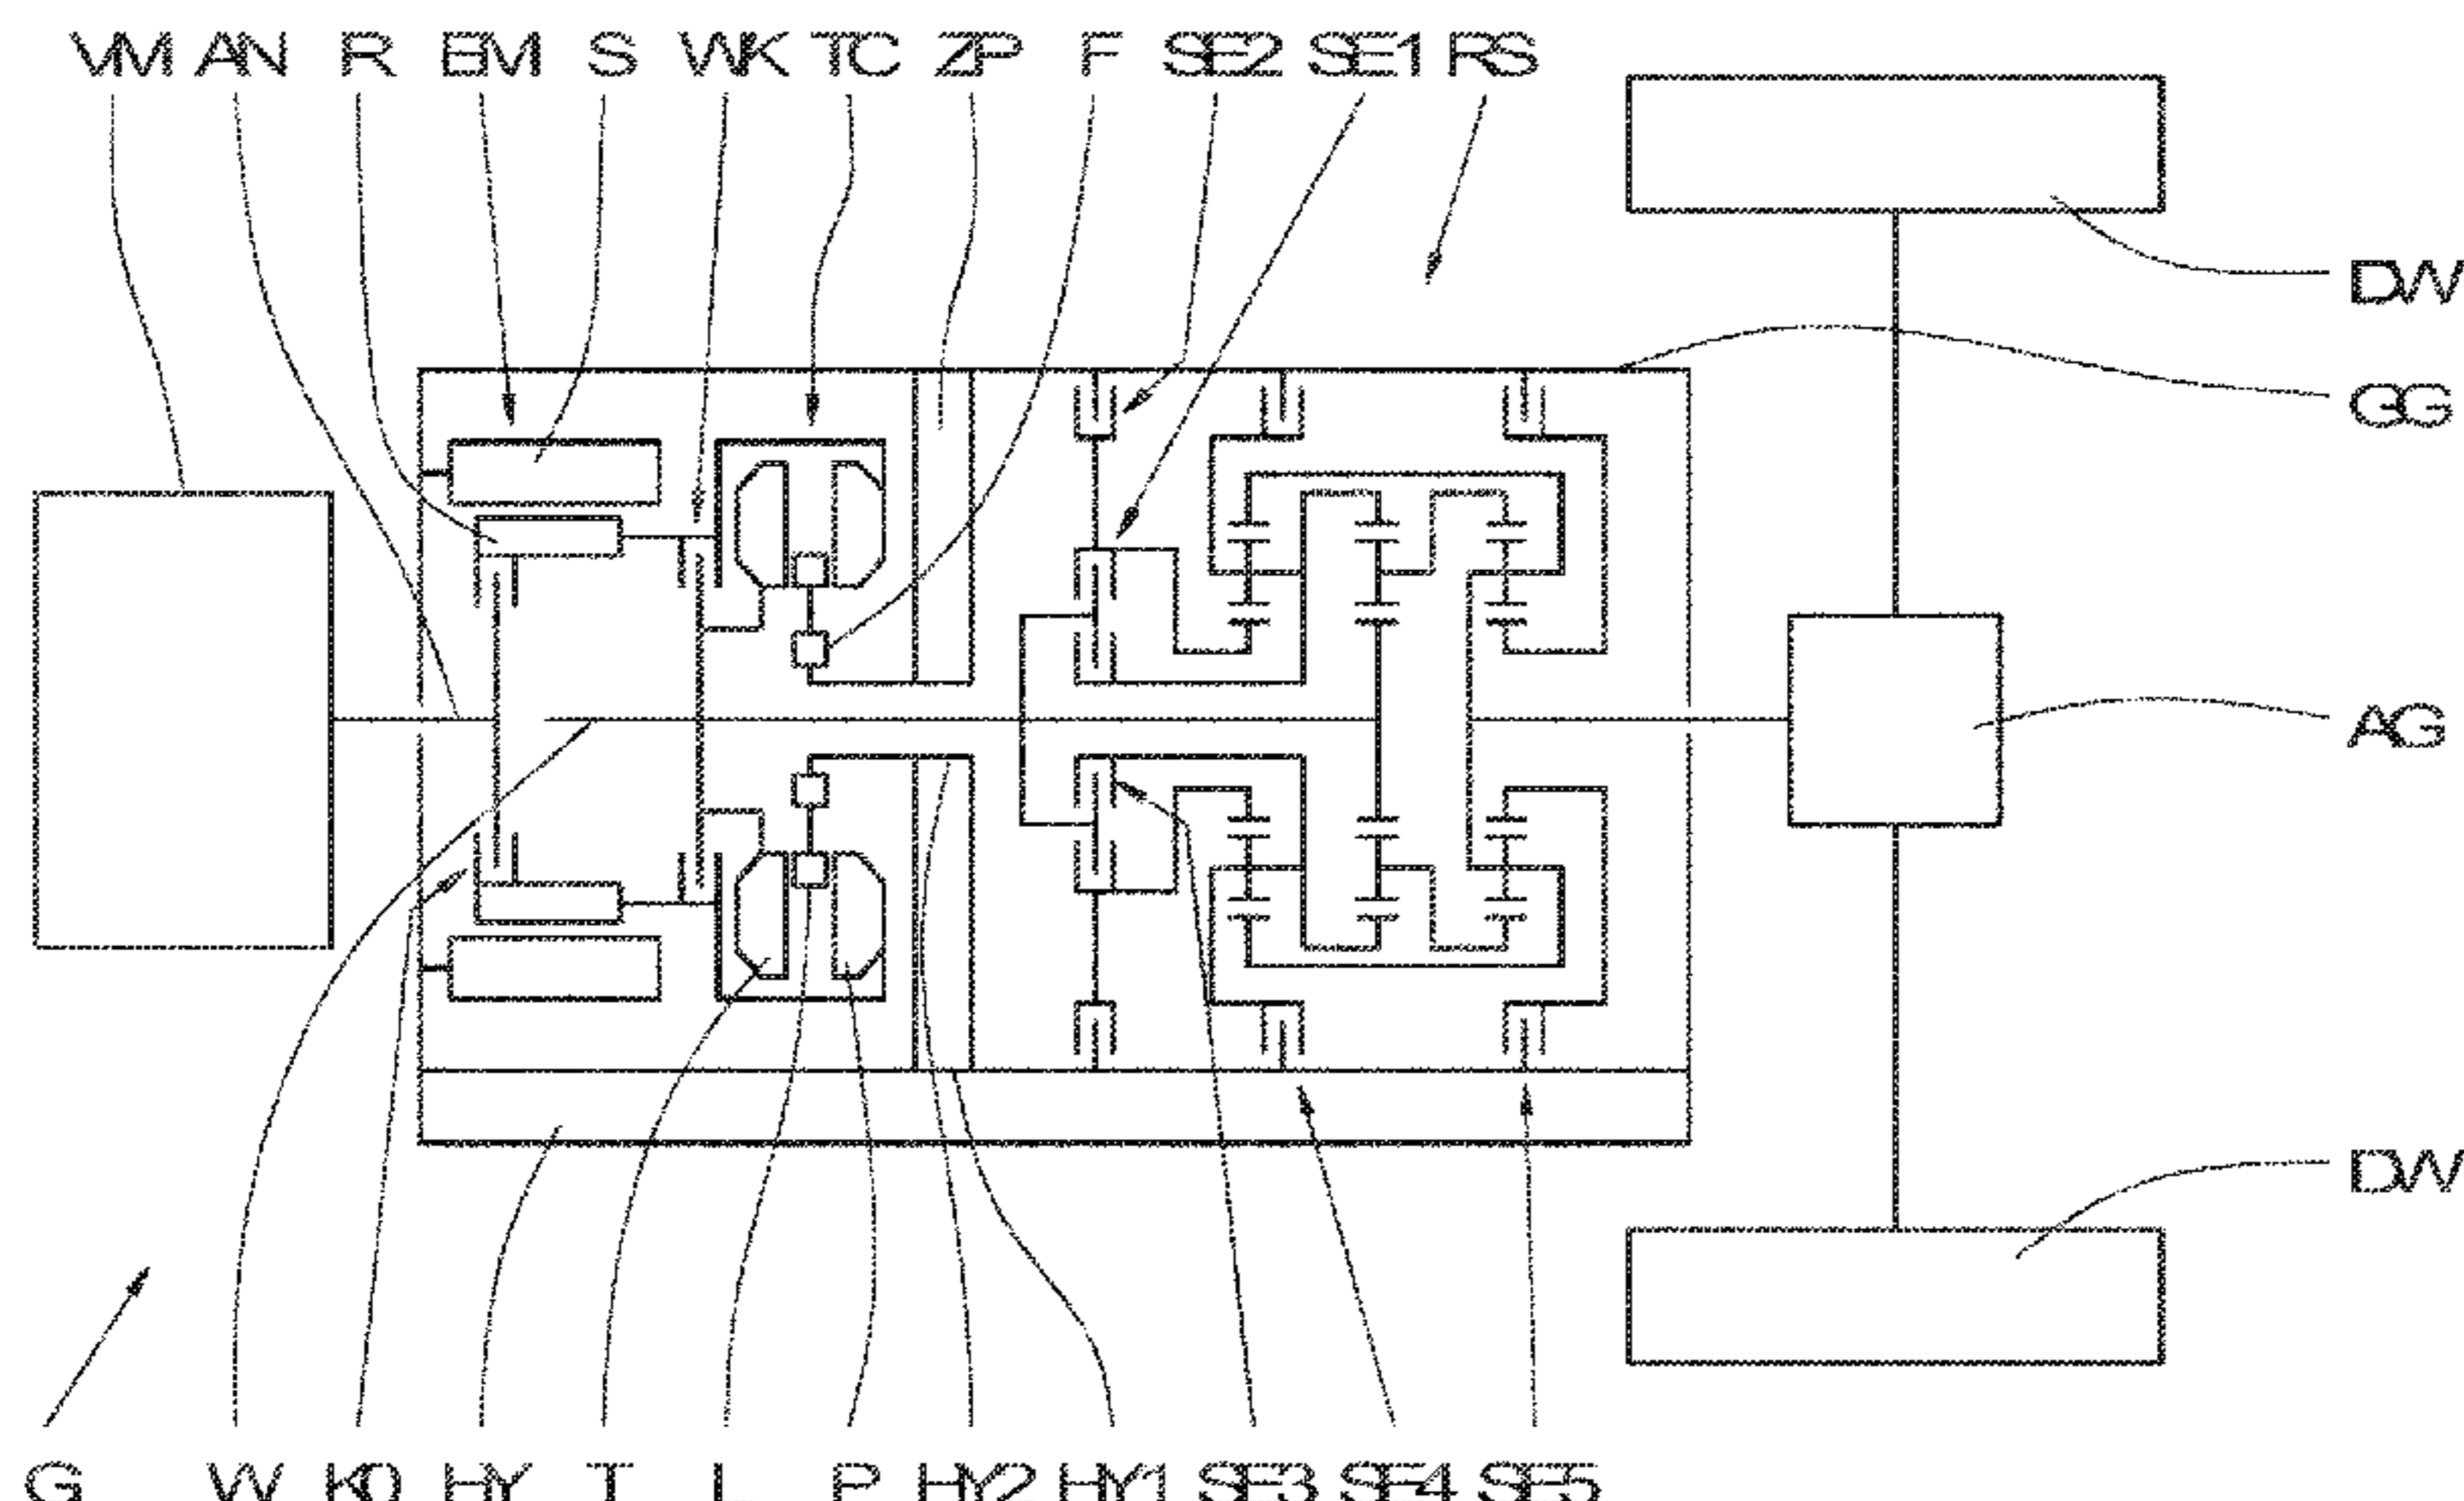 VM AN R EM S WK TC ZP F SE2 SE1 RS
DW
GG
AG
DW
G W K0 HY T L P HY2 HY1 SE3 SE4 SE5